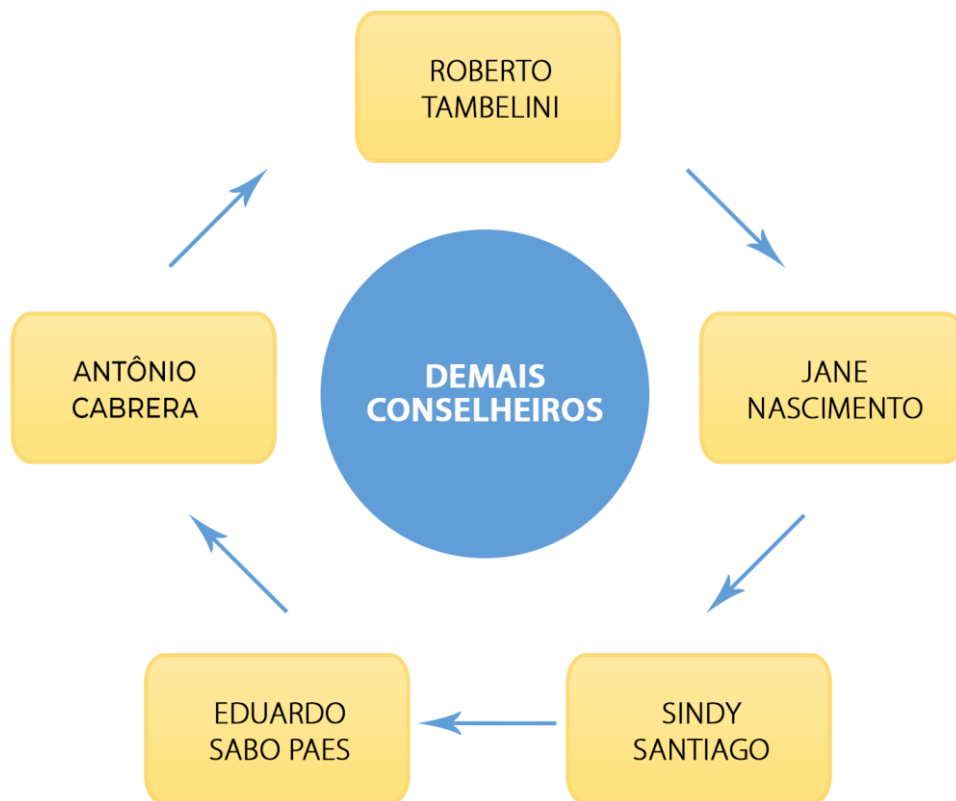 ROBERTO
TAMBELINI
JANE
NASCIMENTO
SINDY
SANTIAGO
EDUARDO
SABO PAES
ANTÔNIO
CABRERA
DEMAIS
CONSELHEIROS